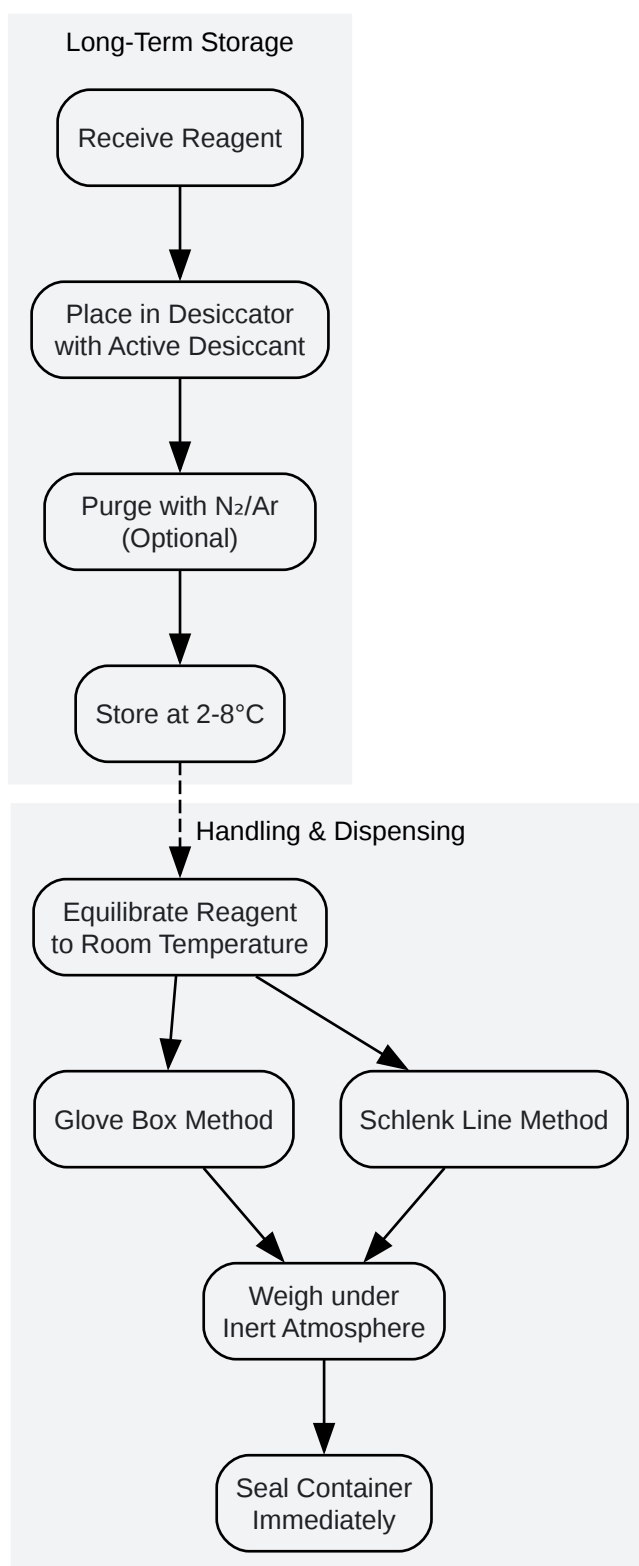 Long-Term Storage
Receive Reagent
Place in Desiccator
with Active Desiccant
Purge with N₂/Ar
(Optional)
Store at 2-8°C
Handling & Dispensing
Equilibrate Reagent
to Room Temperature
Glove Box Method
Schlenk Line Method
Weigh under
Inert Atmosphere
Seal Container
Immediately